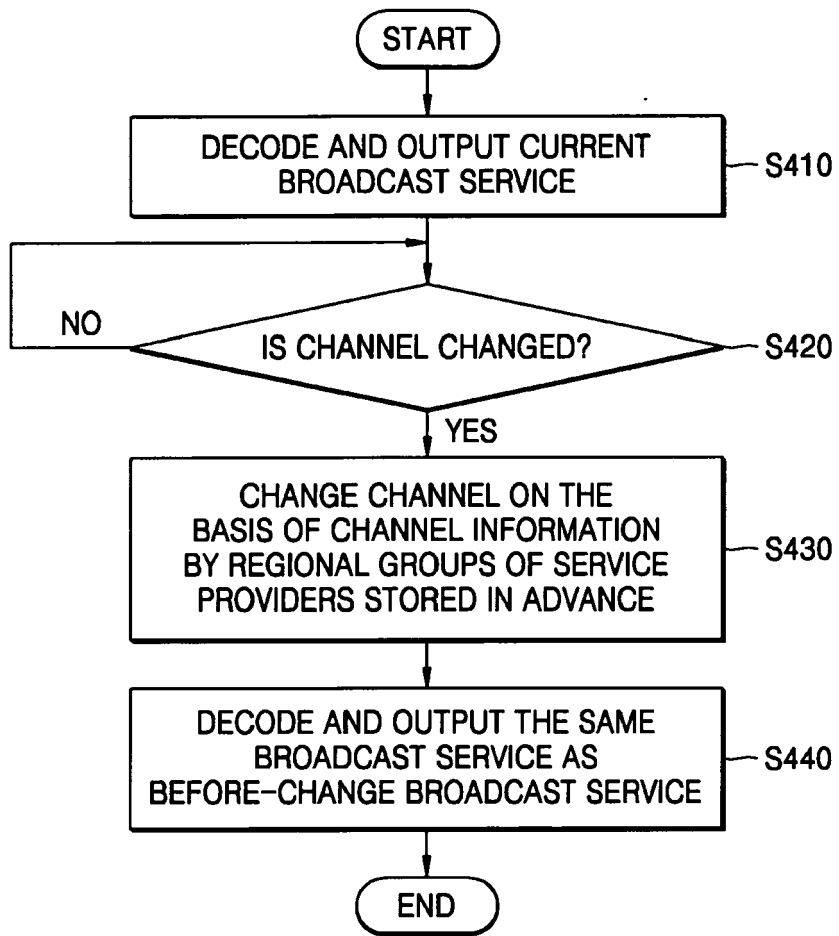 START
DECODE AND OUTPUT CURRENT
BROADCAST SERVICE
S410
NO
IS CHANNEL CHANGED?
S420
YES
CHANGE CHANNEL ON THE
BASIS OF CHANNEL INFORMATION
BY REGIONAL GROUPS OF SERVICE
PROVIDERS STORED IN ADVANCE
S430
DECODE AND OUTPUT THE SAME
BROADCAST SERVICE AS
BEFORE-CHANGE BROADCAST SERVICE
S440
END